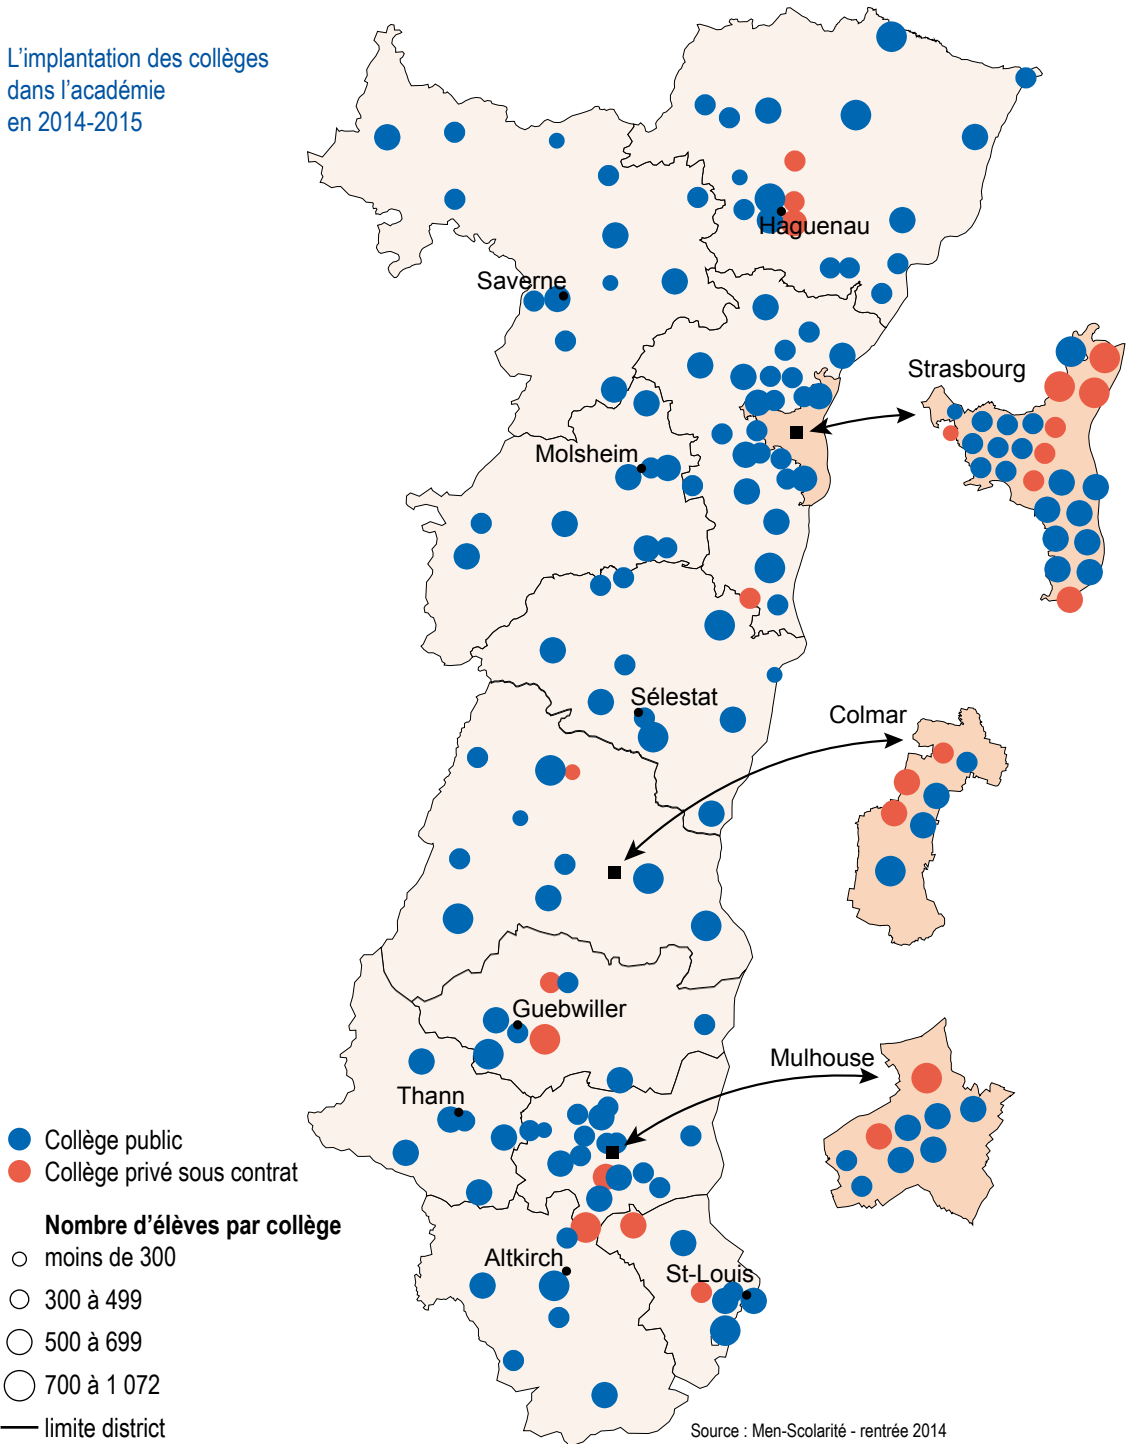 L'implantation des collèges
dans l'académie
en 2014-2015
Haguenau
Saverne
Strasbourg
Molsheim
Sélestat
Colmar
Guebwiller
Mulhouse
Thann
Altkirch
St-Louis
Collège public
Collège privé sous contrat
Nombre d'élèves par collège
moins de 300
300 à 499
500 à 699
700 à 1 072
limite district
Source : Men-Scolarité - rentrée 2014